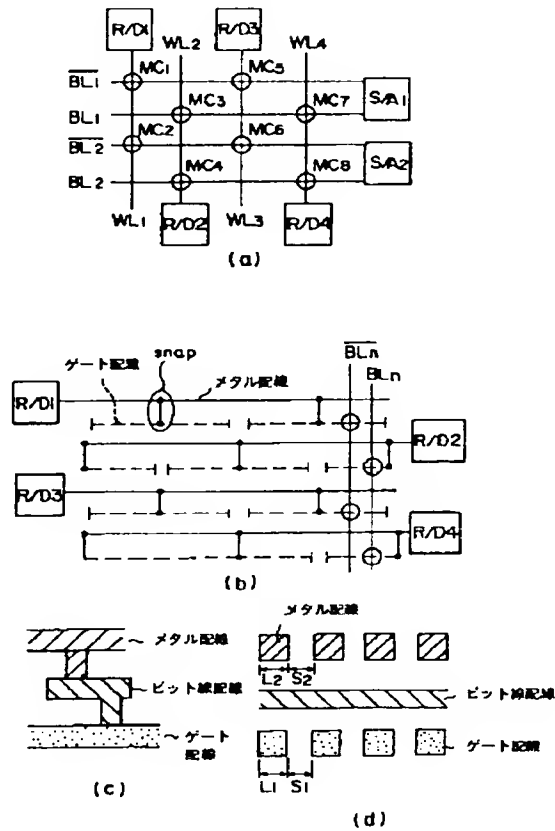 R/D1 R/D3
WL2 WL4
MC1 MC5
BL1 S/A1
MC3 MC7
BL1
MC2 MC6
BL2 S/A2
MC4 MC8
BL2
WL1 R/D2 WL3 R/D4
(a)
snap
ゲート配線 メタル配線 BLn
BLn
R/D1
R/D2
R/D3
R/D4
(b)
メタル配線
メタル配線
L2 S2
ビット線配線
ビット線配線
ゲート
配線
ゲート配線
L1 S1
(c)
(d)